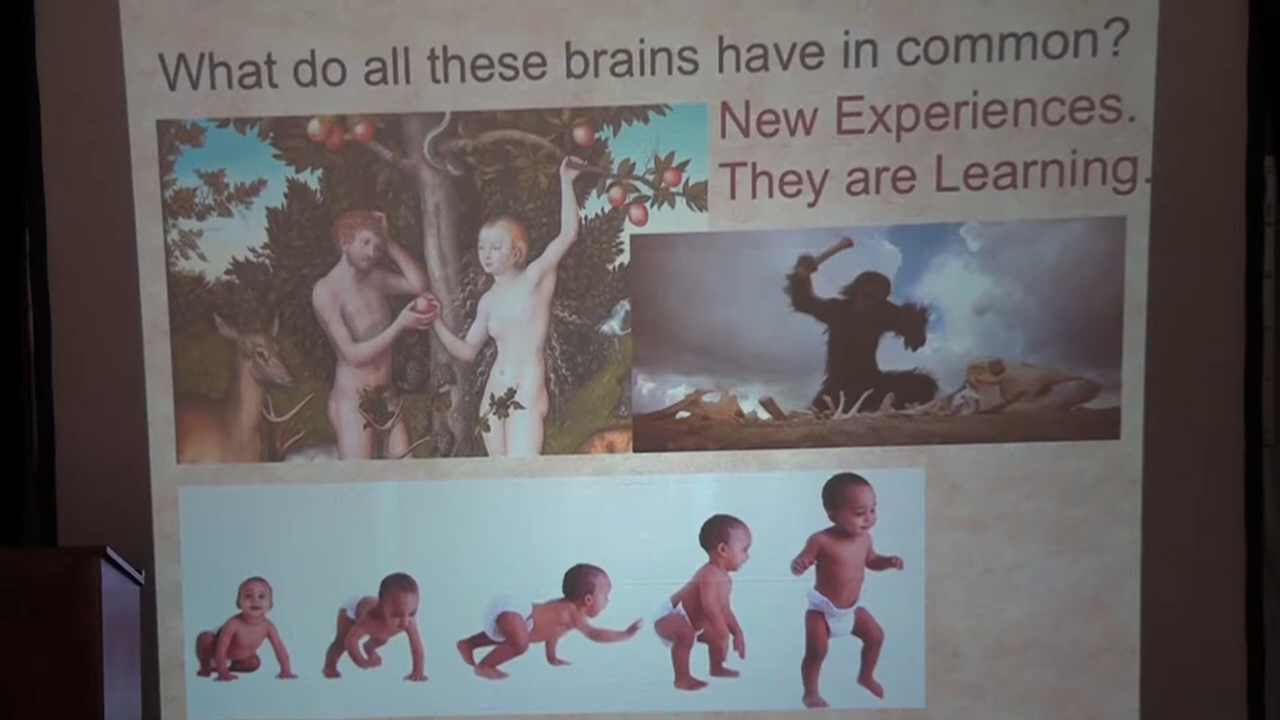 What do all these brains have in common?
New Experiences.
They are Learning.